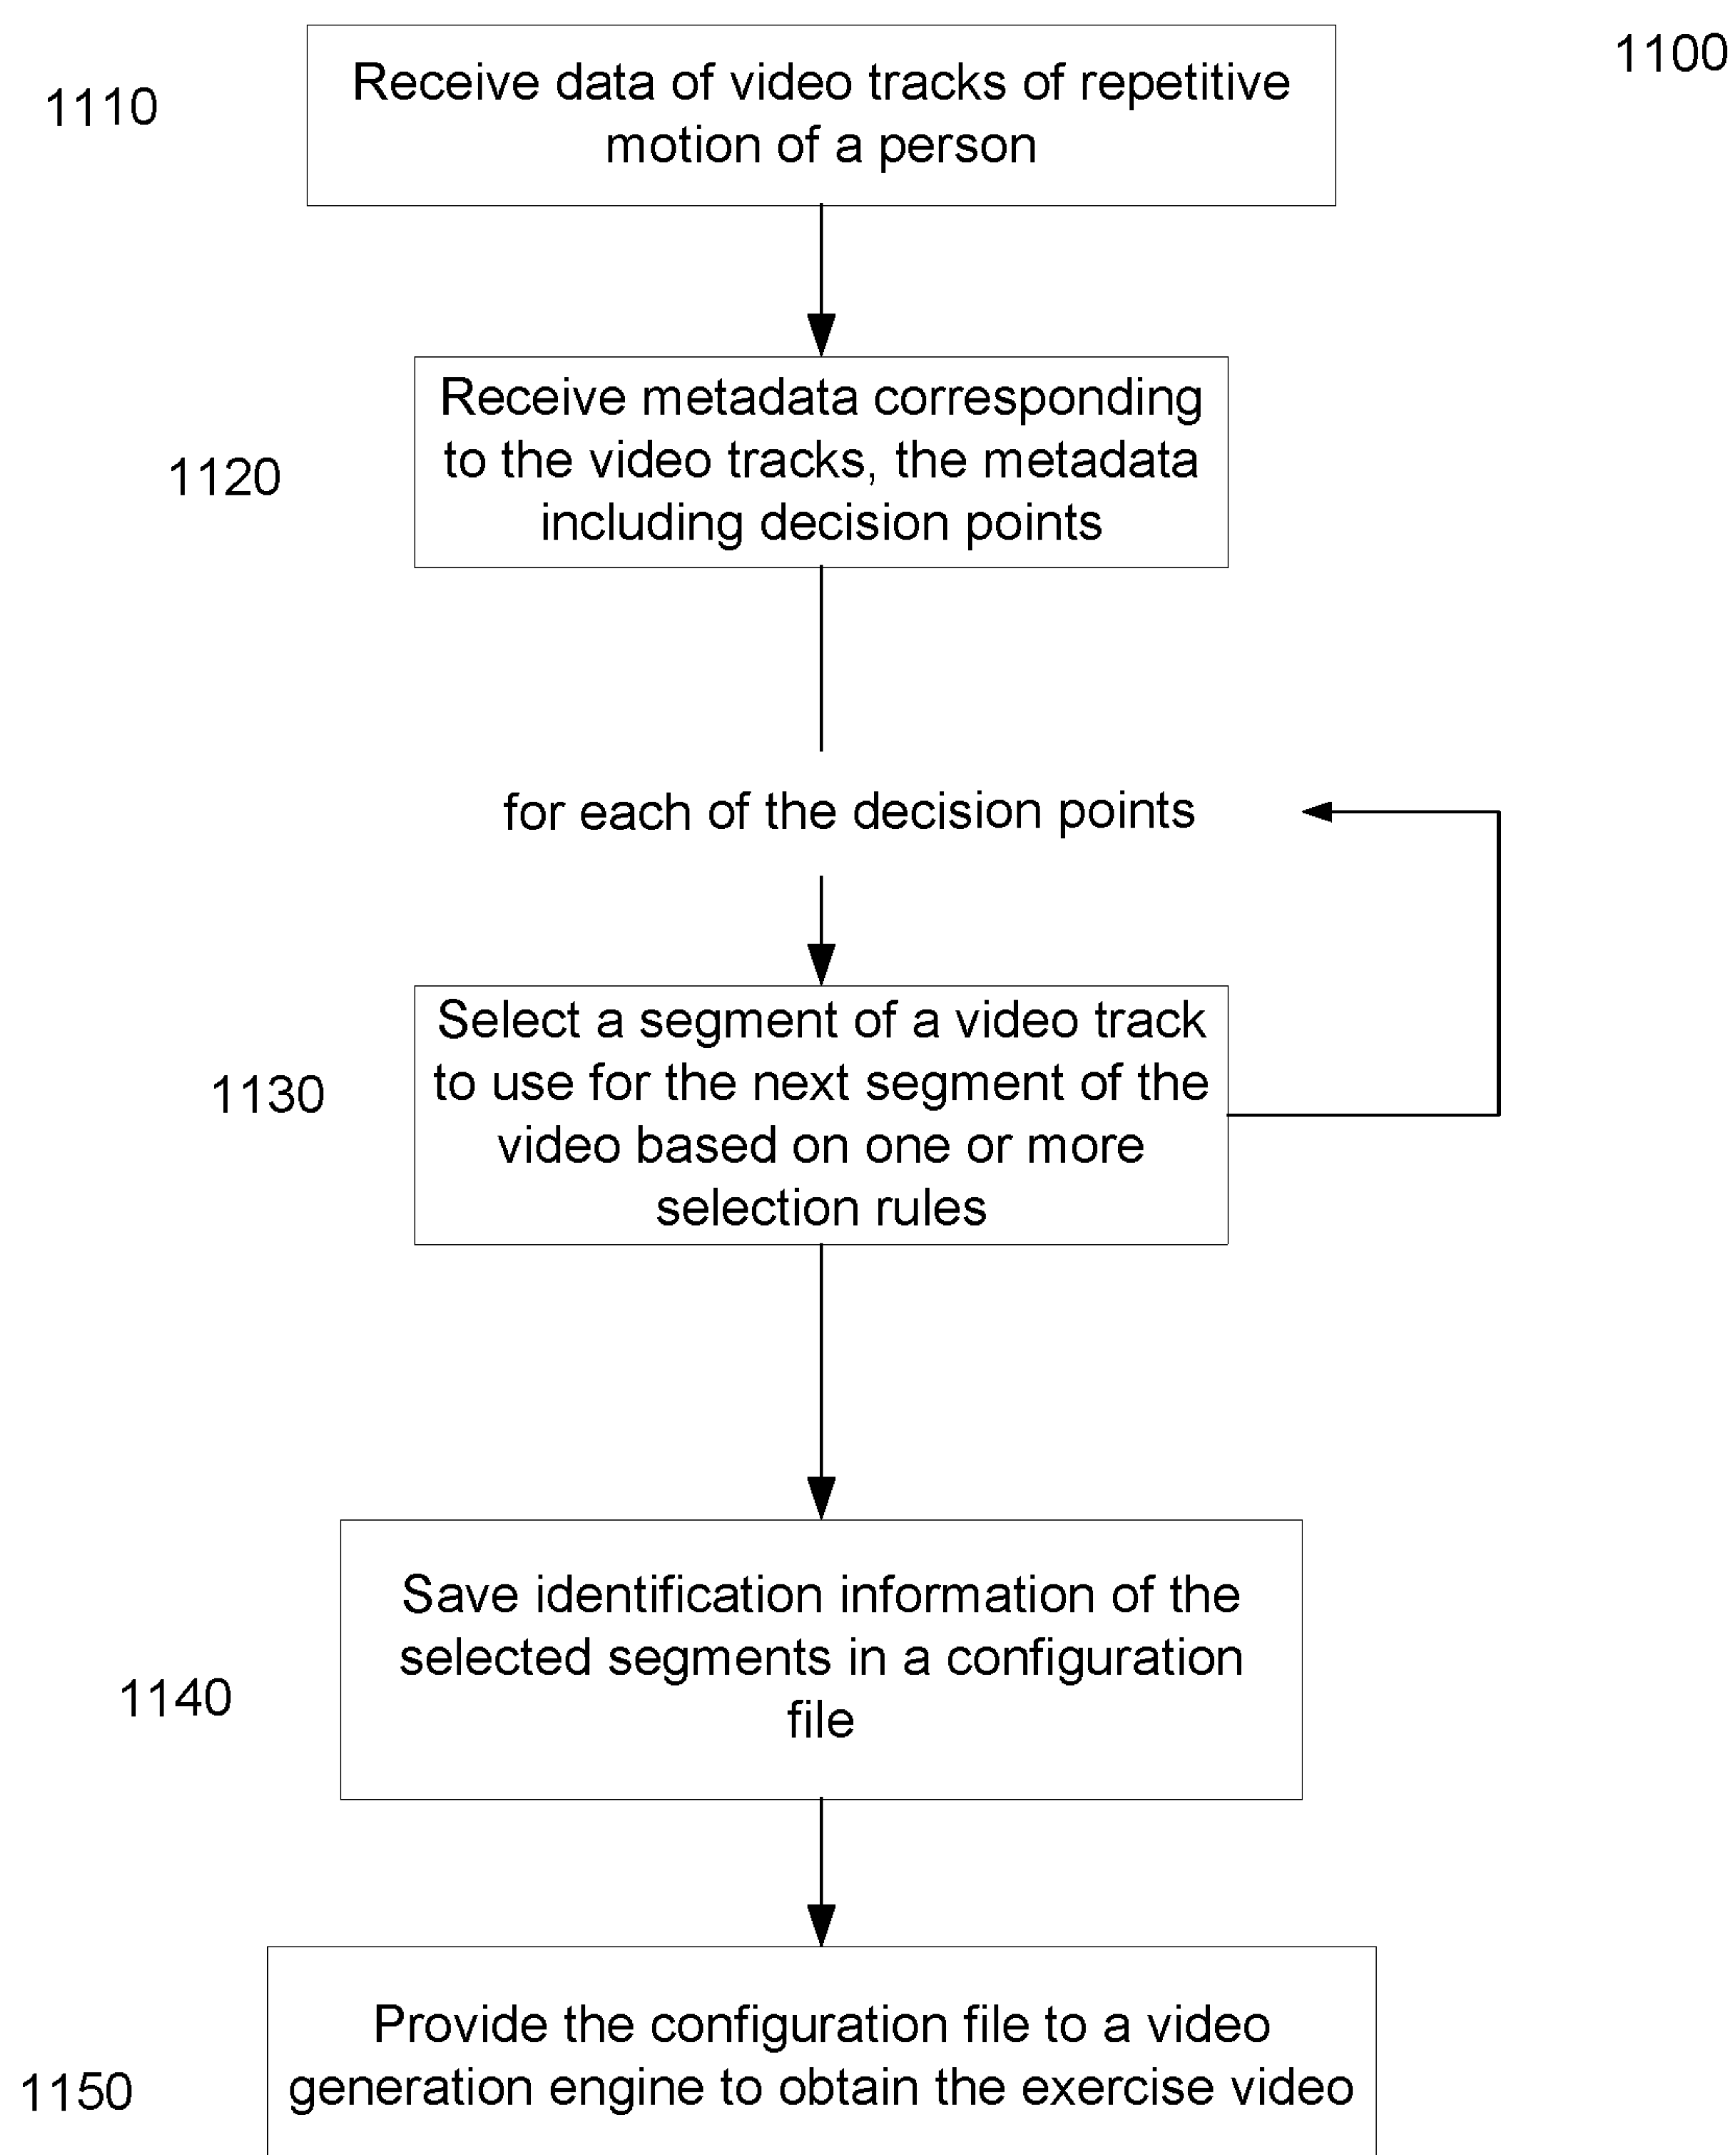 1100
1110
Receive data of video tracks of repetitive
motion of a person
1120
Receive metadata corresponding
to the video tracks, the metadata
including decision points
for each of the decision points
1130
Select a segment of a video track
to use for the next segment of the
video based on one or more
selection rules
1140
Save identification information of the
selected segments in a configuration
file
1150
Provide the configuration file to a video
generation engine to obtain the exercise video